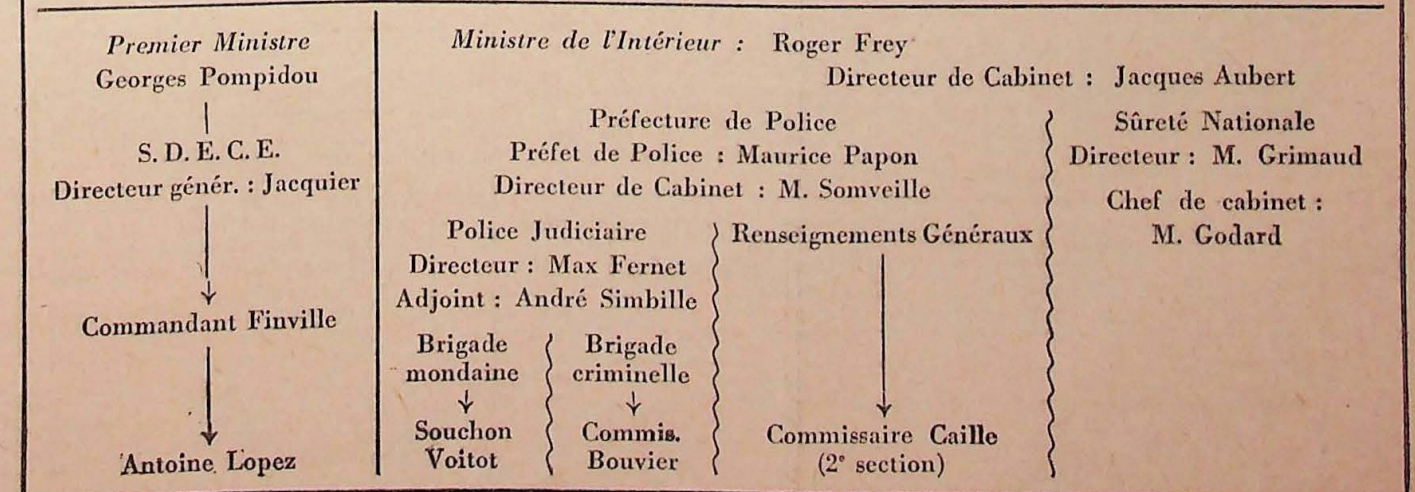 Premier Ministre
Georges Pompidou
S. D. E. C. E.
Directeur génér. : Jacquier
Commandant Finville
Antoine Lopez
Ministre de l'Intérieur : Roger Frey
Directeur de Cabinet : Jacques Aubert
Préfecture de Police
Préfet de Police : Maurice Papon
Directeur de Cabinet : M. Somveille
Police Judiciaire
Directeur : Max Fernet
Adjoint : André Simbille
Brigade
mondaine
Souchon
Voitot
Brigade
criminelle
Commis.
Bouvier
Renseignements Généraux
Commissaire Caille
(2e section)
Sûreté Nationale
Directeur : M. Grimaud
Chef de cabinet :
M. Godard